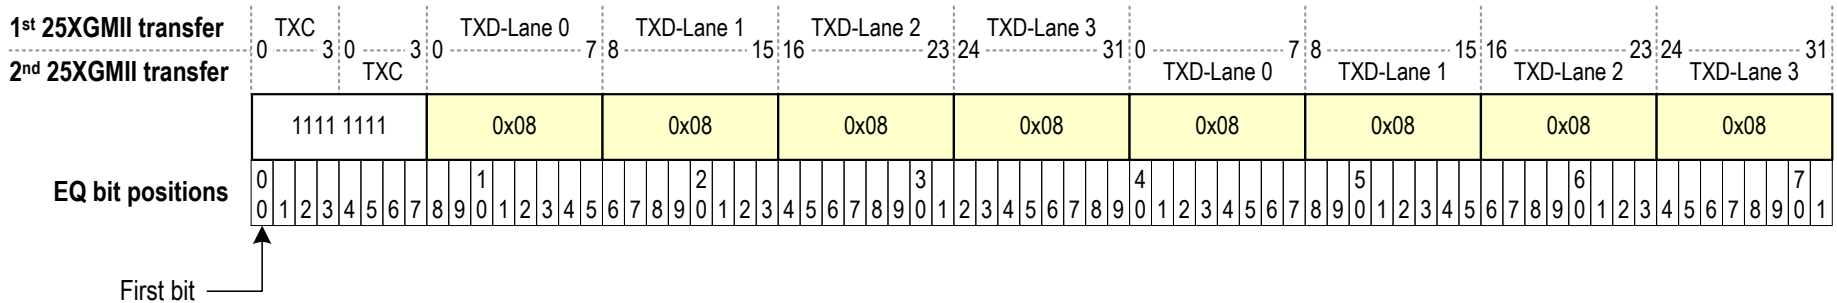 1st 25XGMII transfer TXC TXD-Lane 0 TXD-Lane 1 TXD-Lane 2 TXD-Lane 3
0 3 0 3 0 7 8 15 16 23 24 31 0 7 8 15 16 23 24 31
2nd 25XGMII transfer TXC TXD-Lane 0 TXD-Lane 1 TXD-Lane 2 TXD-Lane 3
1111 1111 0x08 0x08 0x08 0x08 0x08 0x08 0x08 0x08
0 1 2 3 4 5 6 7
EQ bit positions
0 1 2 3 4 5 6 7 8 9 0 1 2 3 4 5 6 7 8 9 0 1 2 3 4 5 6 7 8 9 0 1 2 3 4 5 6 7 8 9 0 1 2 3 4 5 6 7 8 9 0 1 2 3 4 5 6 7 8 9 0 1 2 3 4 5 6 7 8 9 0 1
First bit